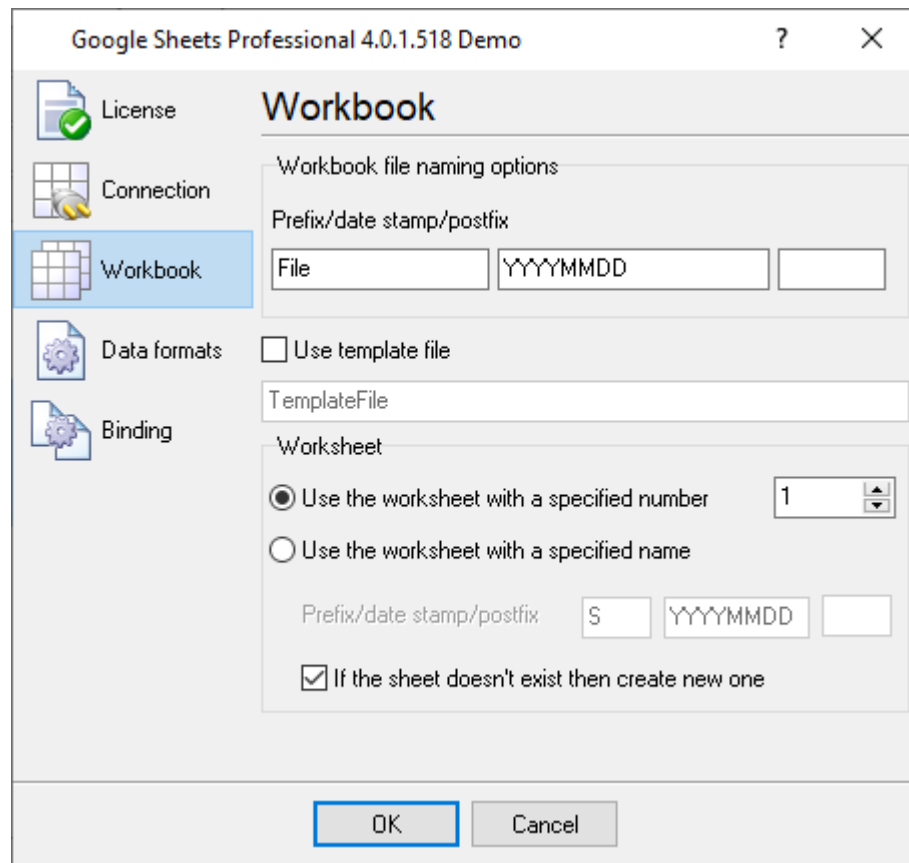 Google Sheets Professional 4.0.1.518 Demo ?
License
Connection
Workbook
Data formats
Binding
Workbook
Workbook file naming options
Prefix/date stamp/postfix
File YYYYMMDD
Use template file
TemplateFile
Worksheet
Use the worksheet with a specified number 1
Use the worksheet with a specified name
Prefix/date stamp/postfix S YYYYMMDD
If the sheet doesn't exist then create new one
OK Cancel